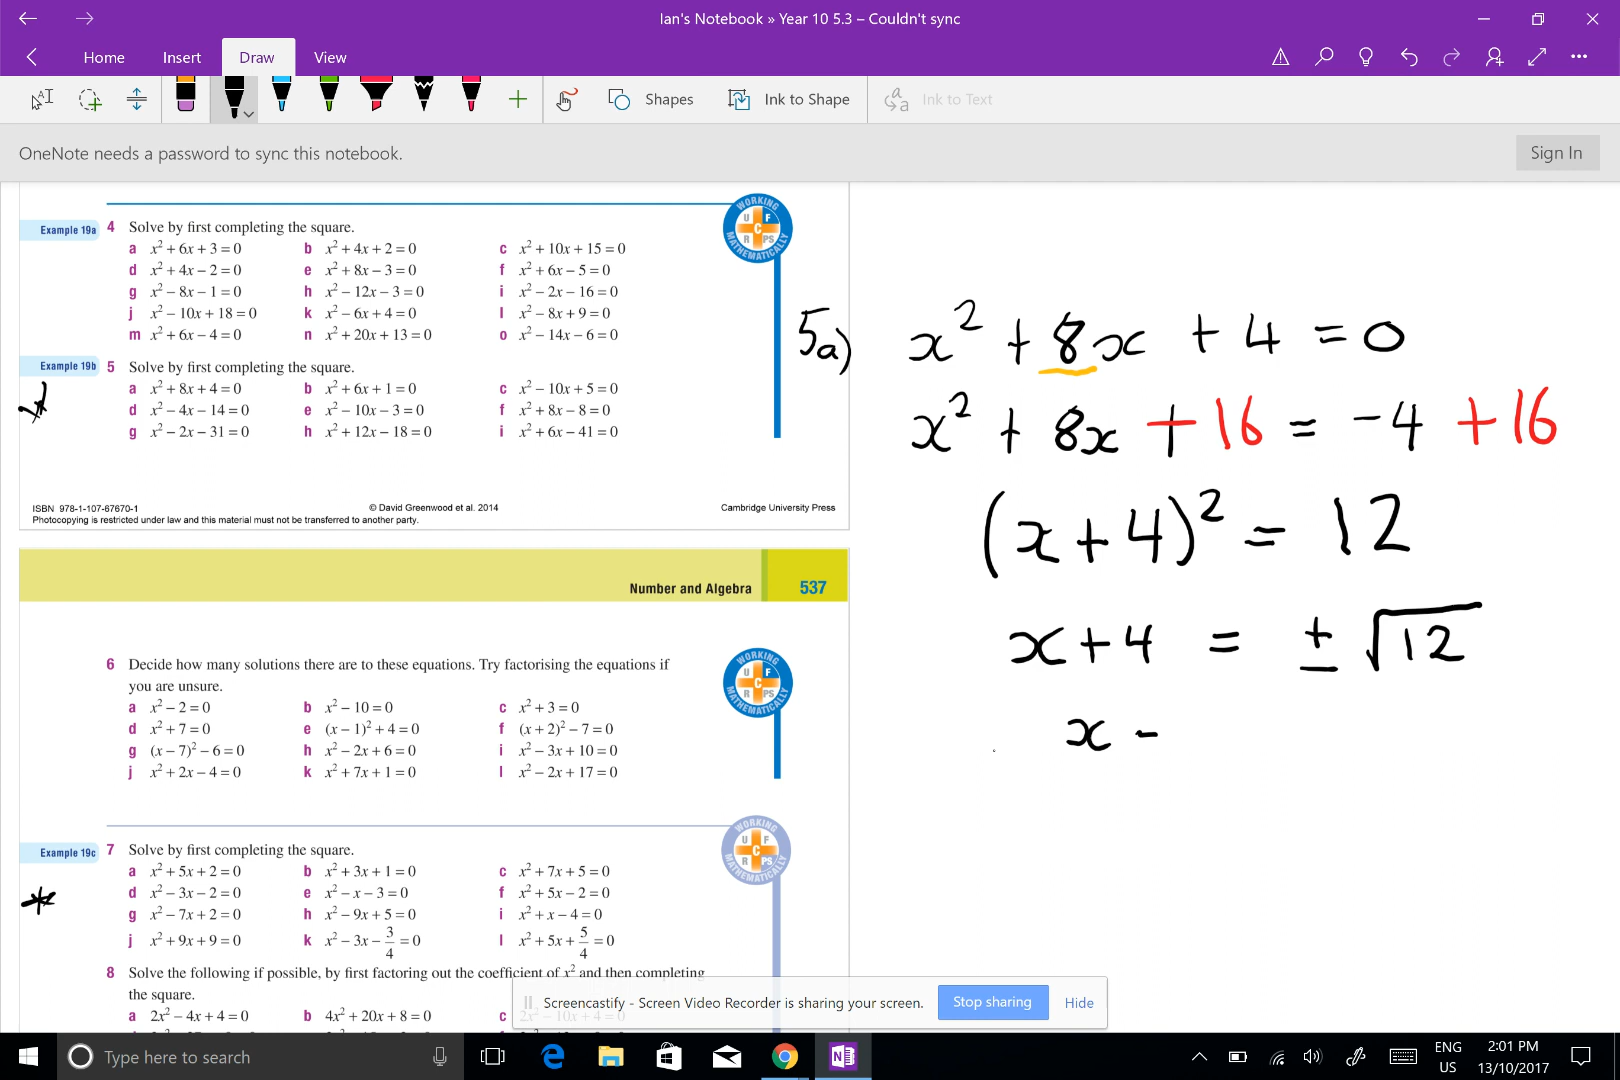 Ian's Notebook » Year 10 5.3 – Couldn't sync
Home Insert Draw View
Shapes Ink to Shape Ink to Text
OneNote needs a password to sync this notebook. Sign In
Example 19a 4 Solve by first completing the square.
a x² + 6x + 3 = 0 b x² + 4x + 2 = 0 c x² + 10x + 15 = 0
d x² + 4x – 2 = 0 e x² + 8x – 3 = 0 f x² + 6x – 5 = 0
g x² – 8x – 1 = 0 h x² – 12x – 3 = 0 i x² – 2x – 16 = 0
j x² – 10x + 18 = 0 k x² – 6x + 4 = 0 l x² – 8x + 9 = 0
m x² + 6x – 4 = 0 n x² + 20x + 13 = 0 o x² – 14x – 6 = 0
WORKING MATHEMATICALLY U F C R PS
Example 19b 5 Solve by first completing the square.
a x² + 8x + 4 = 0 b x² + 6x + 1 = 0 c x² – 10x + 5 = 0
d x² – 4x – 14 = 0 e x² – 10x – 3 = 0 f x² + 8x – 8 = 0
g x² – 2x – 31 = 0 h x² + 12x – 18 = 0 i x² + 6x – 41 = 0
ISBN 978-1-107-67670-1 © David Greenwood et al. 2014 Cambridge University Press
Photocopying is restricted under law and this material must not be transferred to another party.
Number and Algebra 537
6 Decide how many solutions there are to these equations. Try factorising the equations if
you are unsure.
a x² – 2 = 0 b x² – 10 = 0 c x² + 3 = 0
d x² + 7 = 0 e (x – 1)² + 4 = 0 f (x + 2)² – 7 = 0
g (x – 7)² – 6 = 0 h x² – 2x + 6 = 0 i x² – 3x + 10 = 0
j x² + 2x – 4 = 0 k x² + 7x + 1 = 0 l x² – 2x + 17 = 0
WORKING MATHEMATICALLY U F C R PS
Example 19c 7 Solve by first completing the square.
a x² + 5x + 2 = 0 b x² + 3x + 1 = 0 c x² + 7x + 5 = 0
d x² – 3x – 2 = 0 e x² – x – 3 = 0 f x² + 5x – 2 = 0
g x² – 7x + 2 = 0 h x² – 9x + 5 = 0 i x² + x – 4 = 0
j x² + 9x + 9 = 0 k x² – 3x – 3/4 = 0 l x² + 5x + 5/4 = 0
WORKING MATHEMATICALLY U F C R PS
8 Solve the following if possible, by first factoring out the coefficient of x² and then completing
the square.
a 2x² – 4x + 4 = 0 b 4x² + 20x + 8 = 0 c 2x² – 10x + 4 = 0
5a) x² + 8x + 4 = 0
x² + 8x + 16 = -4 + 16
(x + 4)² = 12
x + 4 = ± √12
x -
Screencastify - Screen Video Recorder is sharing your screen. Stop sharing Hide
Type here to search
ENG US
2:01 PM
13/10/2017